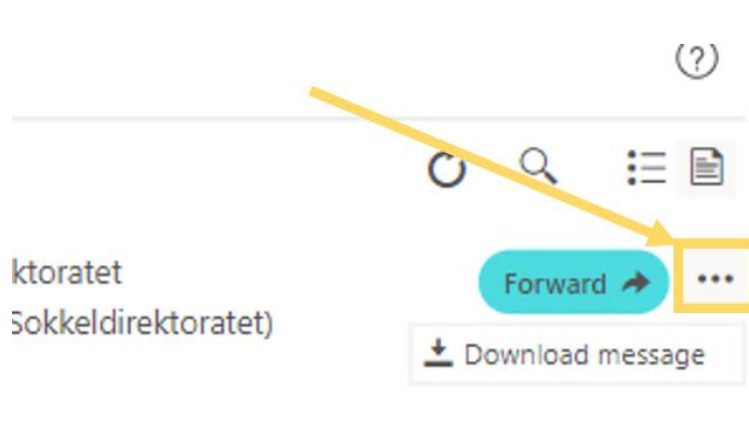 ktoratet
Sokkeldirektoratet)
Forward
Download message